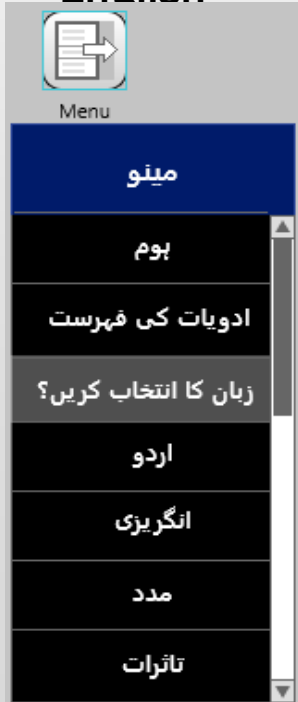 Menu
مینو
ہوم
ادویات کی فہرست
زبان کا انتخاب کریں؟
اردو
انگریزی
مدد
تاثرات